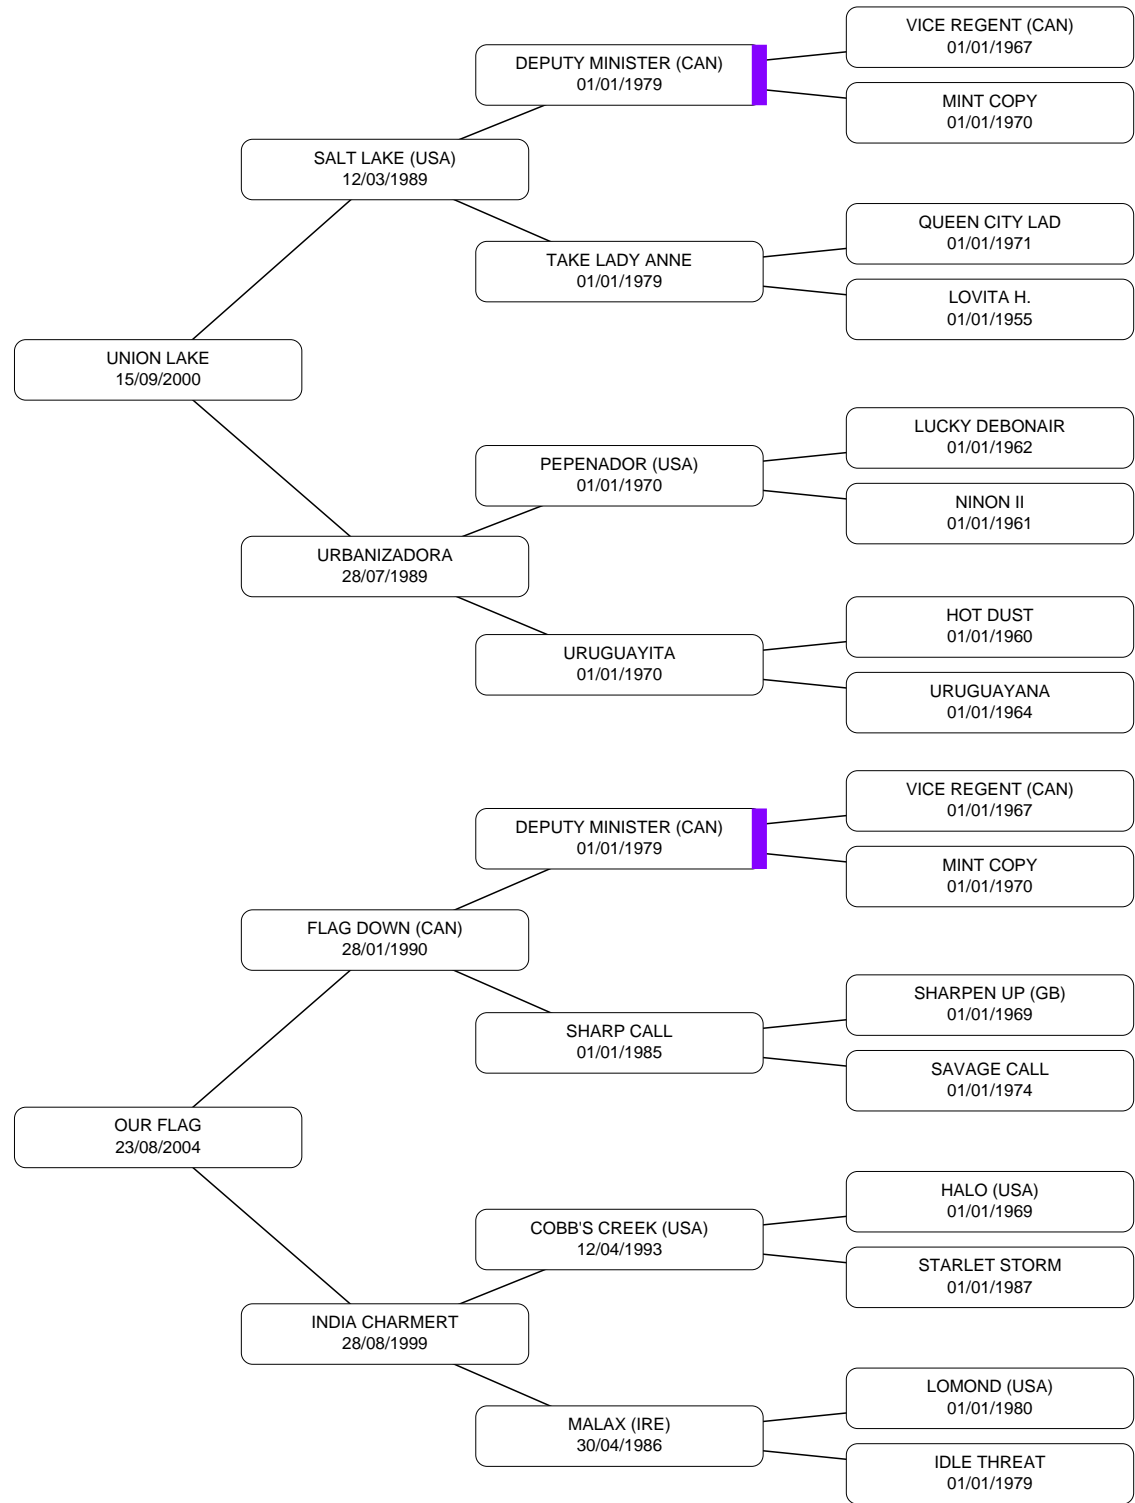 VICE REGENT (CAN)
01/01/1967
DEPUTY MINISTER (CAN)
01/01/1979
MINT COPY
01/01/1970
SALT LAKE (USA)
12/03/1989
QUEEN CITY LAD
01/01/1971
TAKE LADY ANNE
01/01/1979
LOVITA H.
01/01/1955
UNION LAKE
15/09/2000
LUCKY DEBONAIR
01/01/1962
PEPENADOR (USA)
01/01/1970
NINON II
01/01/1961
URBANIZADORA
28/07/1989
HOT DUST
01/01/1960
URUGUAYITA
01/01/1970
URUGUAYANA
01/01/1964
VICE REGENT (CAN)
01/01/1967
DEPUTY MINISTER (CAN)
01/01/1979
MINT COPY
01/01/1970
FLAG DOWN (CAN)
28/01/1990
SHARPEN UP (GB)
01/01/1969
SHARP CALL
01/01/1985
SAVAGE CALL
01/01/1974
OUR FLAG
23/08/2004
HALO (USA)
01/01/1969
COBB'S CREEK (USA)
12/04/1993
STARLET STORM
01/01/1987
INDIA CHARMERT
28/08/1999
LOMOND (USA)
01/01/1980
MALAX (IRE)
30/04/1986
IDLE THREAT
01/01/1979